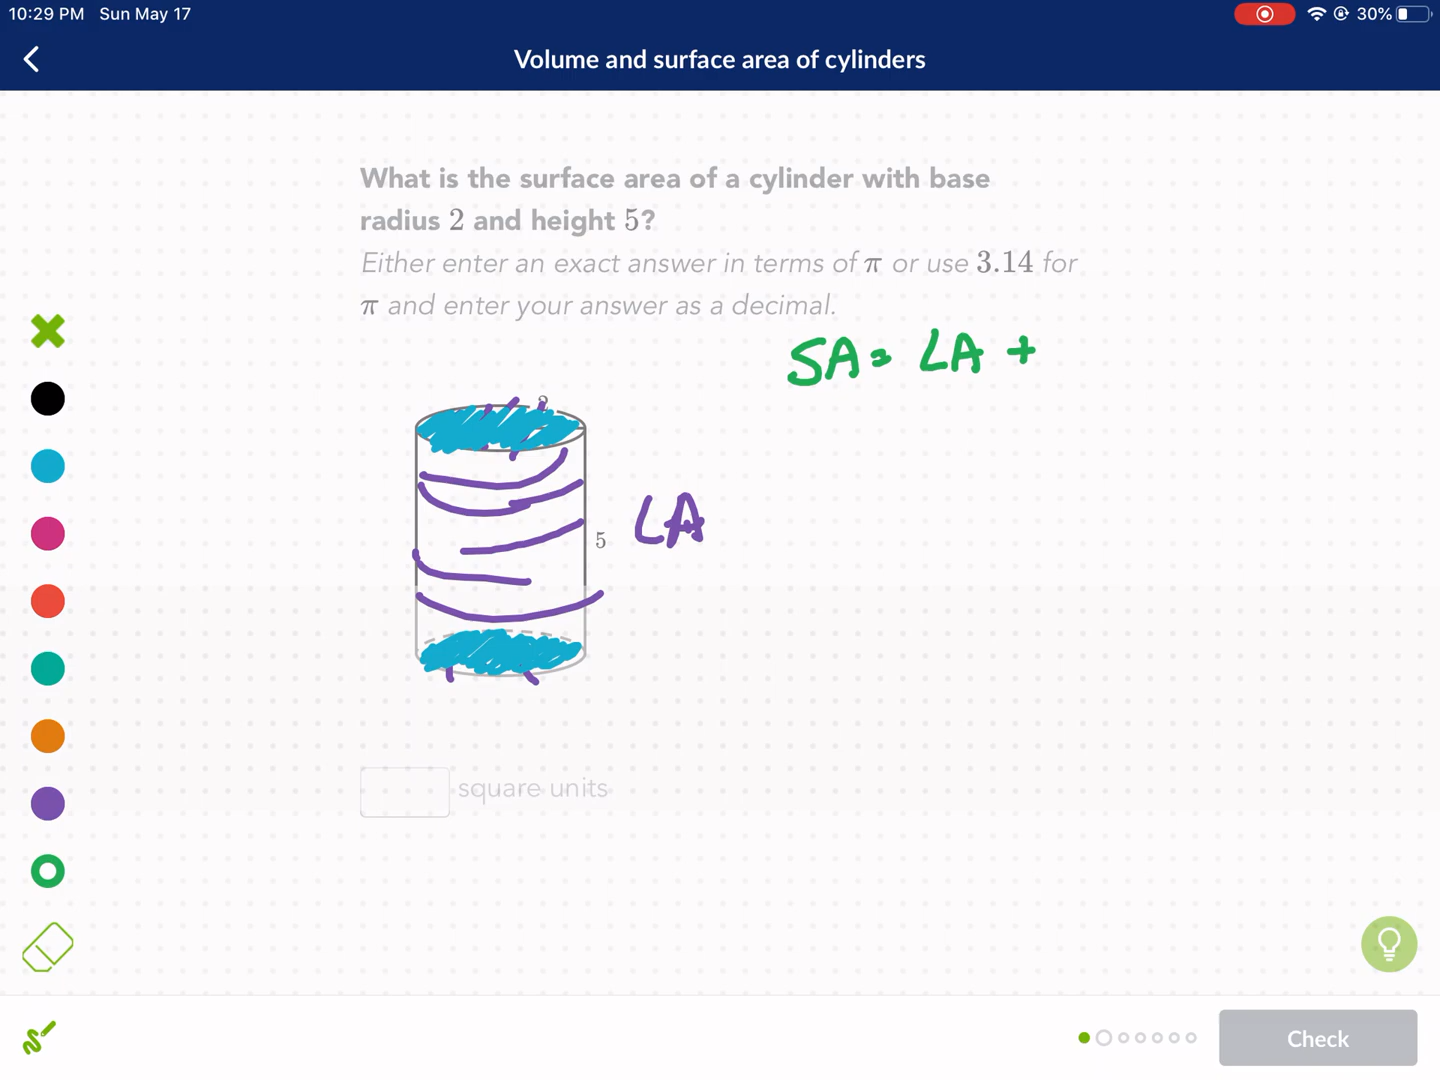 10:29 PM Sun May 17
30%
Volume and surface area of cylinders
What is the surface area of a cylinder with base
radius 2 and height 5?
Either enter an exact answer in terms of π or use 3.14 for
π and enter your answer as a decimal.
SA = LA +
2
LA
5
square units
Check